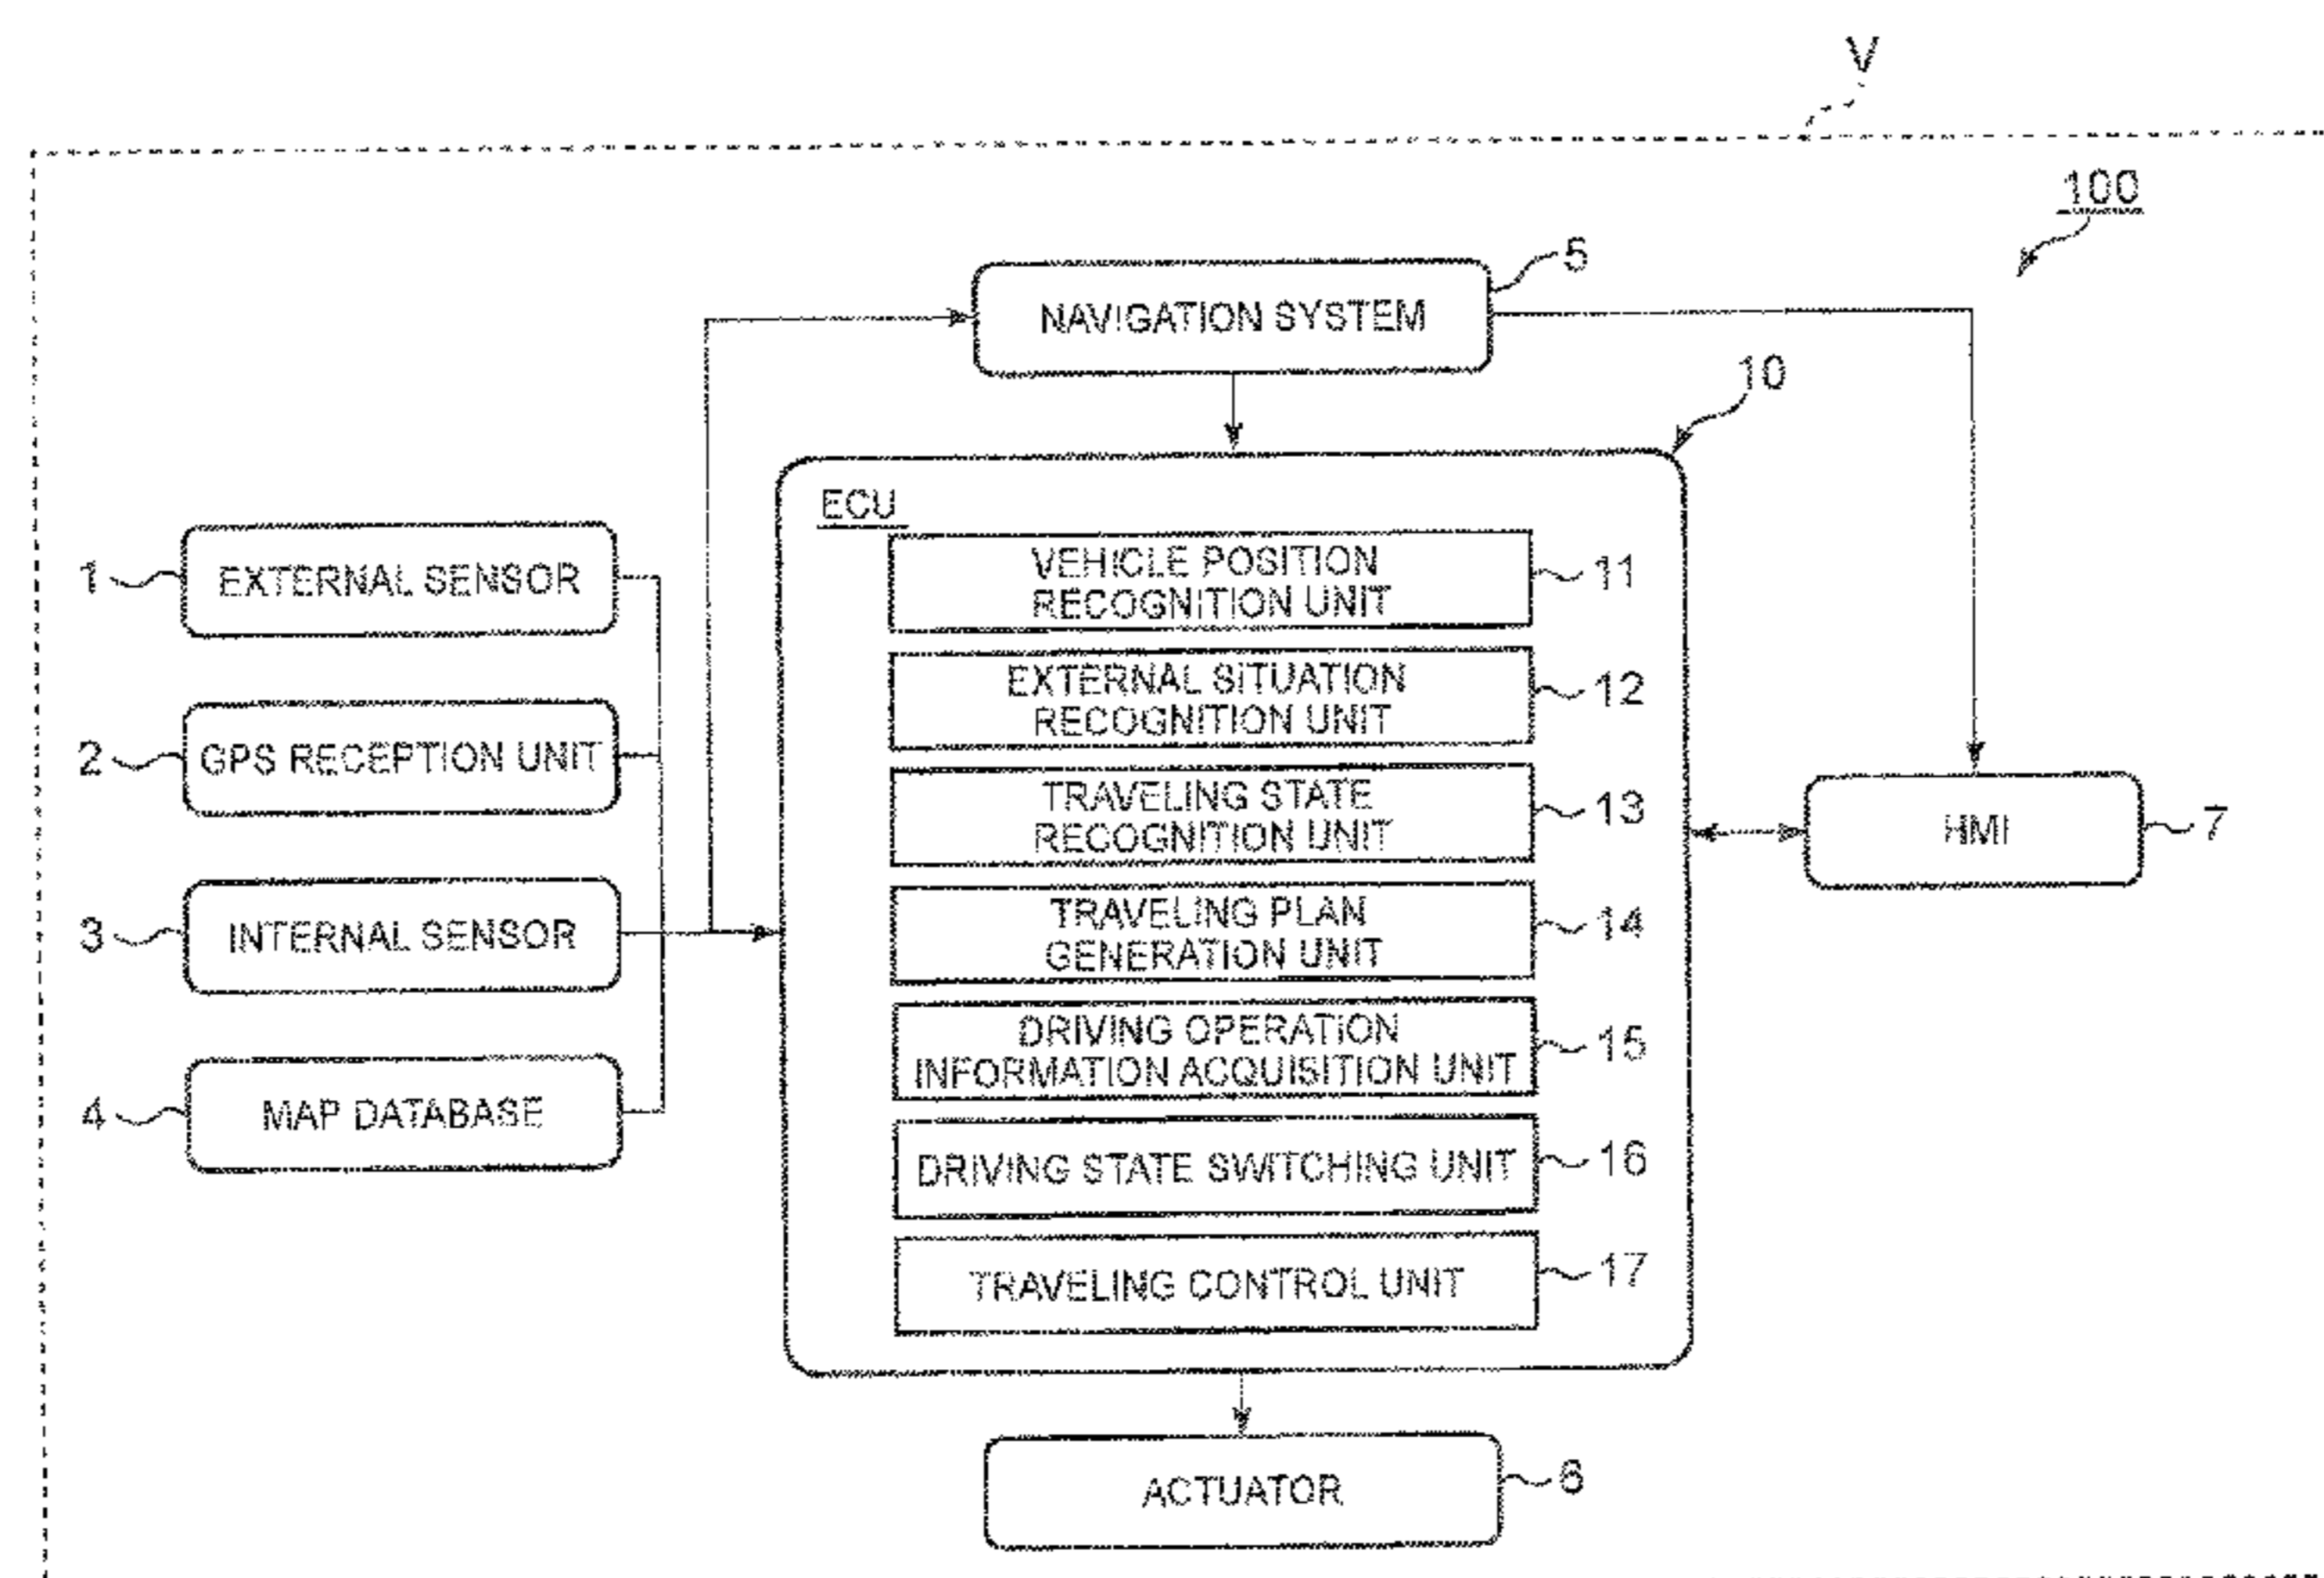 V
100
5
NAVIGATION SYSTEM
10
ECU
VEHICLE POSITION
RECOGNITION UNIT
11
EXTERNAL SITUATION
RECOGNITION UNIT
12
TRAVELING STATE
RECOGNITION UNIT
13
TRAVELING PLAN
GENERATION UNIT
14
DRIVING OPERATION
INFORMATION ACQUISITION UNIT
15
DRIVING STATE SWITCHING UNIT
16
TRAVELING CONTROL UNIT
17
1
EXTERNAL SENSOR
2
GPS RECEPTION UNIT
3
INTERNAL SENSOR
4
MAP DATABASE
HMI
7
ACTUATOR
6